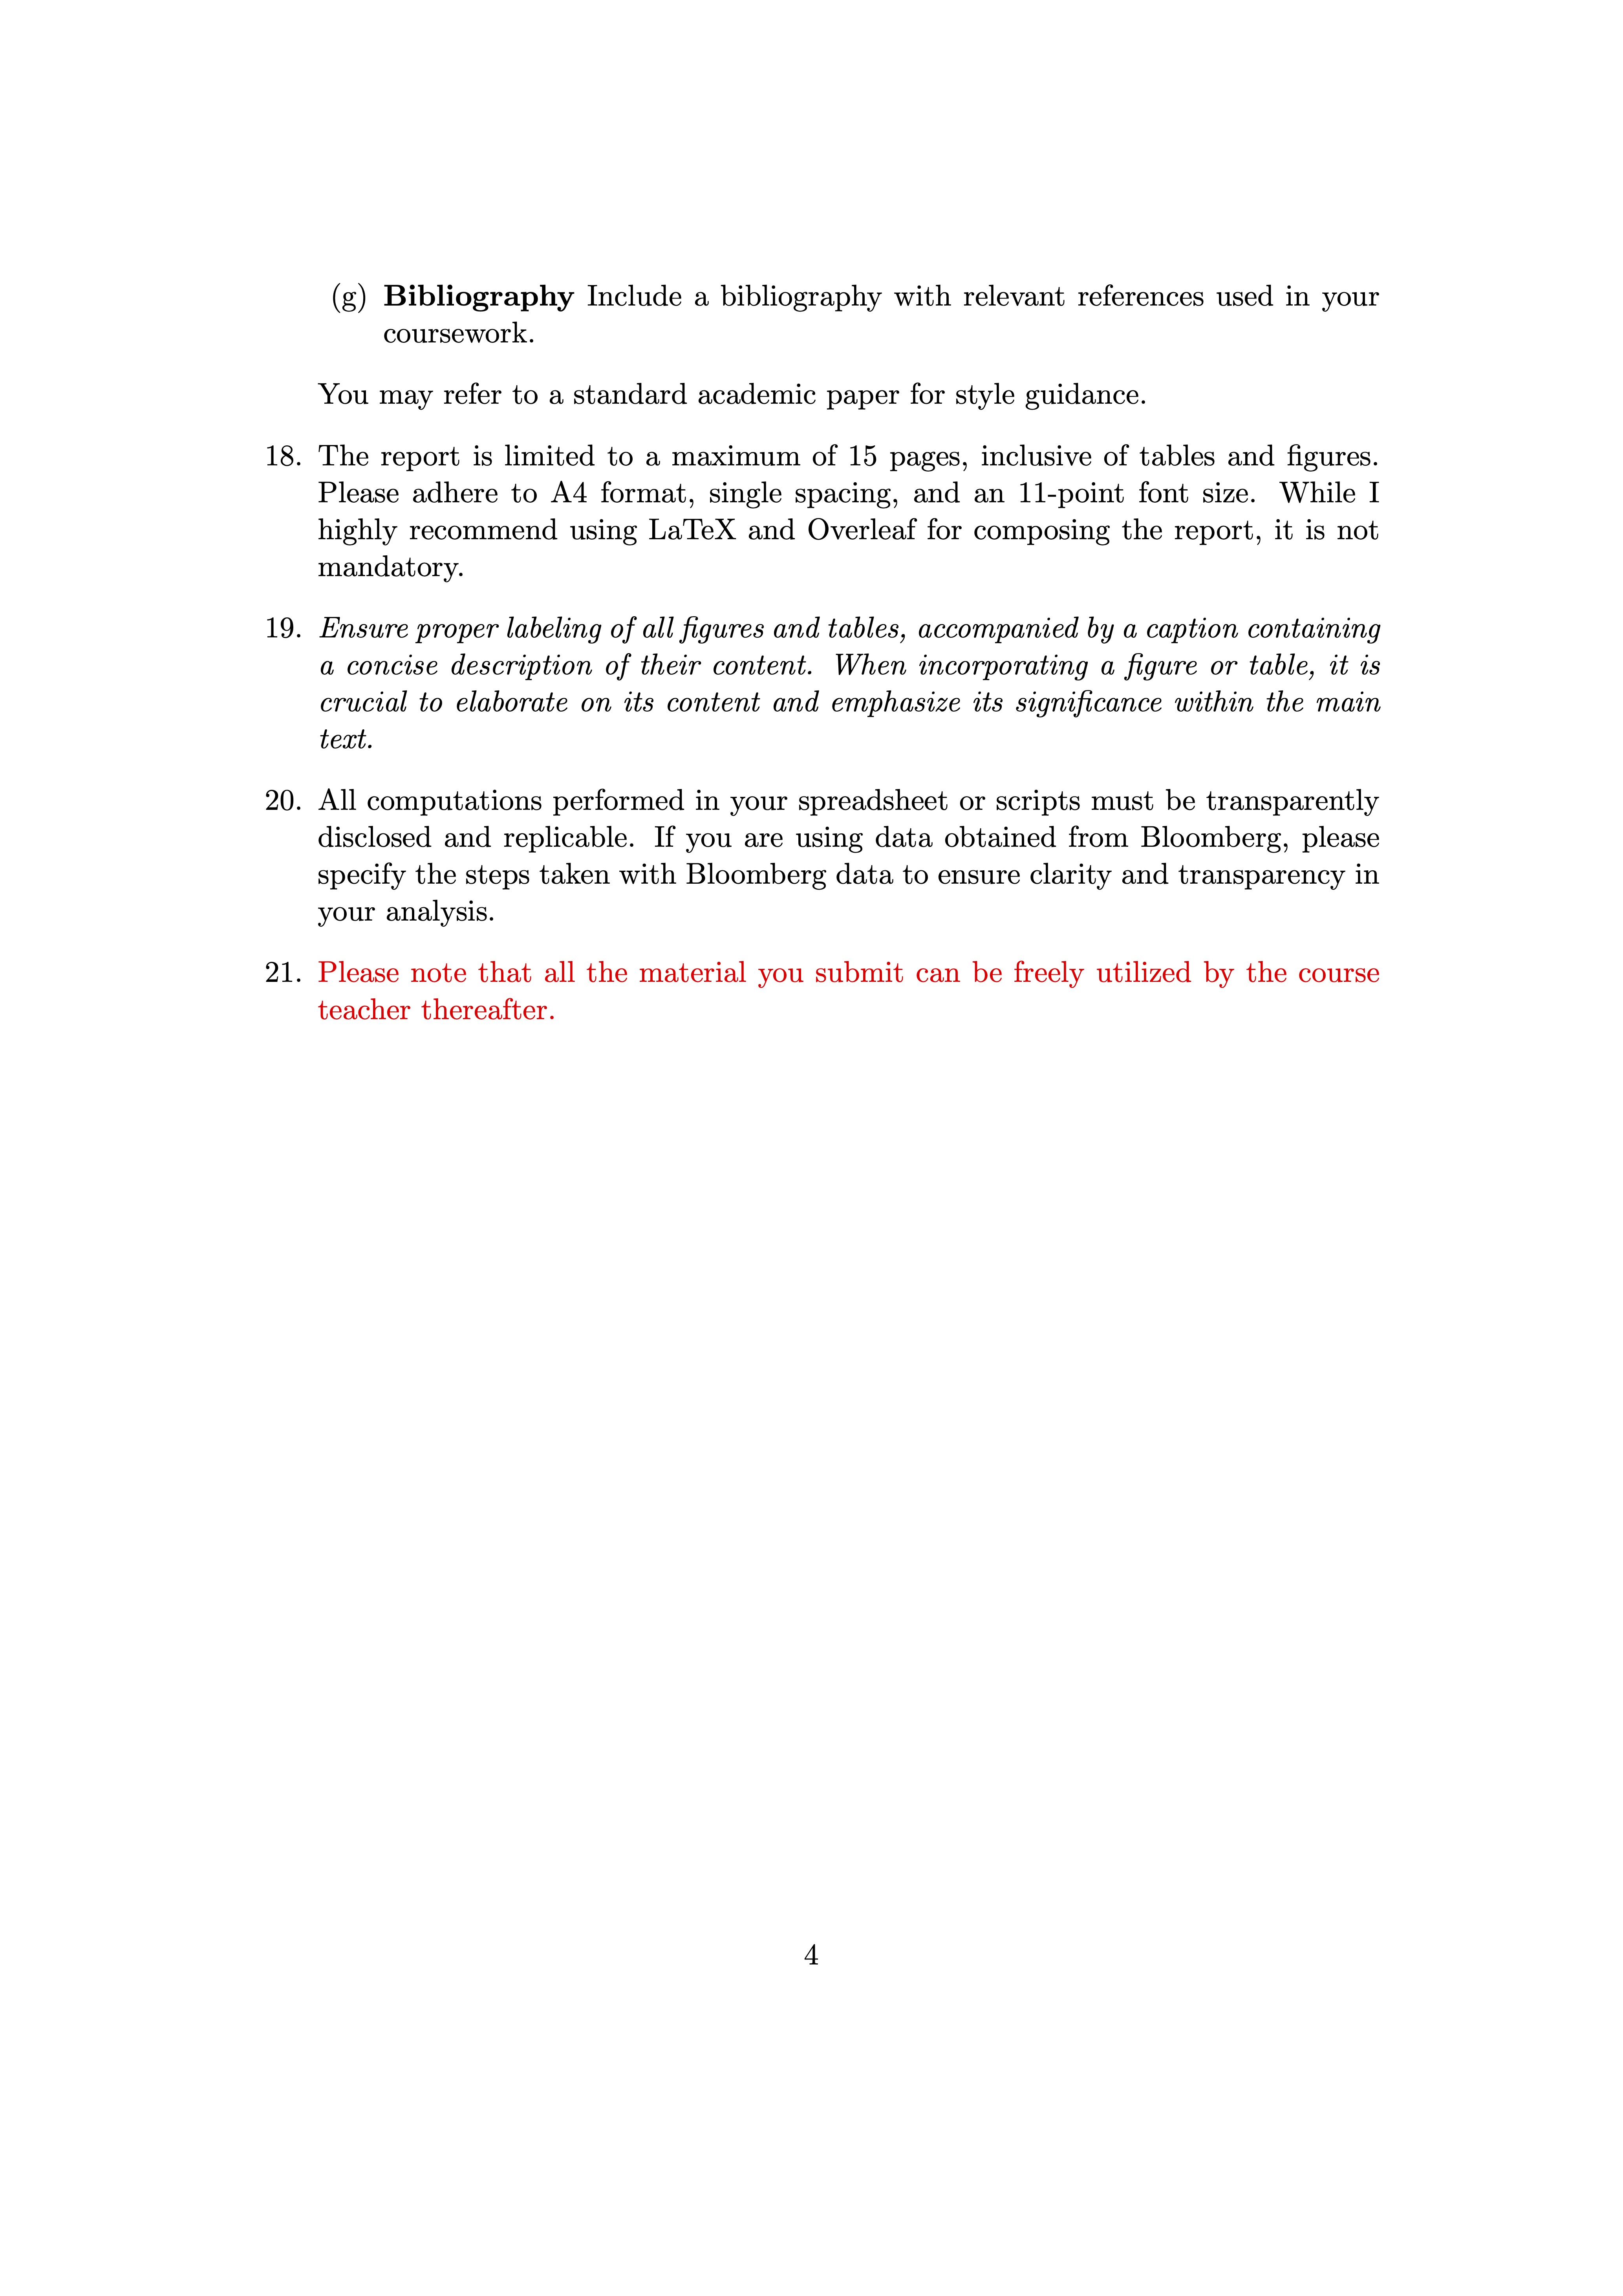 (g) Bibliography Include a bibliography with relevant references used in your
coursework.
You may refer to a standard academic paper for style guidance.
18. The report is limited to a maximum of 15 pages, inclusive of tables and figures.
Please adhere to A4 format, single spacing, and an 11-point font size. While I
highly recommend using LaTeX and Overleaf for composing the report, it is not
mandatory.
19. Ensure proper labeling of all figures and tables, accompanied by a caption containing
a concise description of their content. When incorporating a figure or table, it is
crucial to elaborate on its content and emphasize its significance within the main
text.
20. All computations performed in your spreadsheet or scripts must be transparently
disclosed and replicable. If you are using data obtained from Bloomberg, please
specify the steps taken with Bloomberg data to ensure clarity and transparency in
your analysis.
21. Please note that all the material you submit can be freely utilized by the course
teacher thereafter.
4